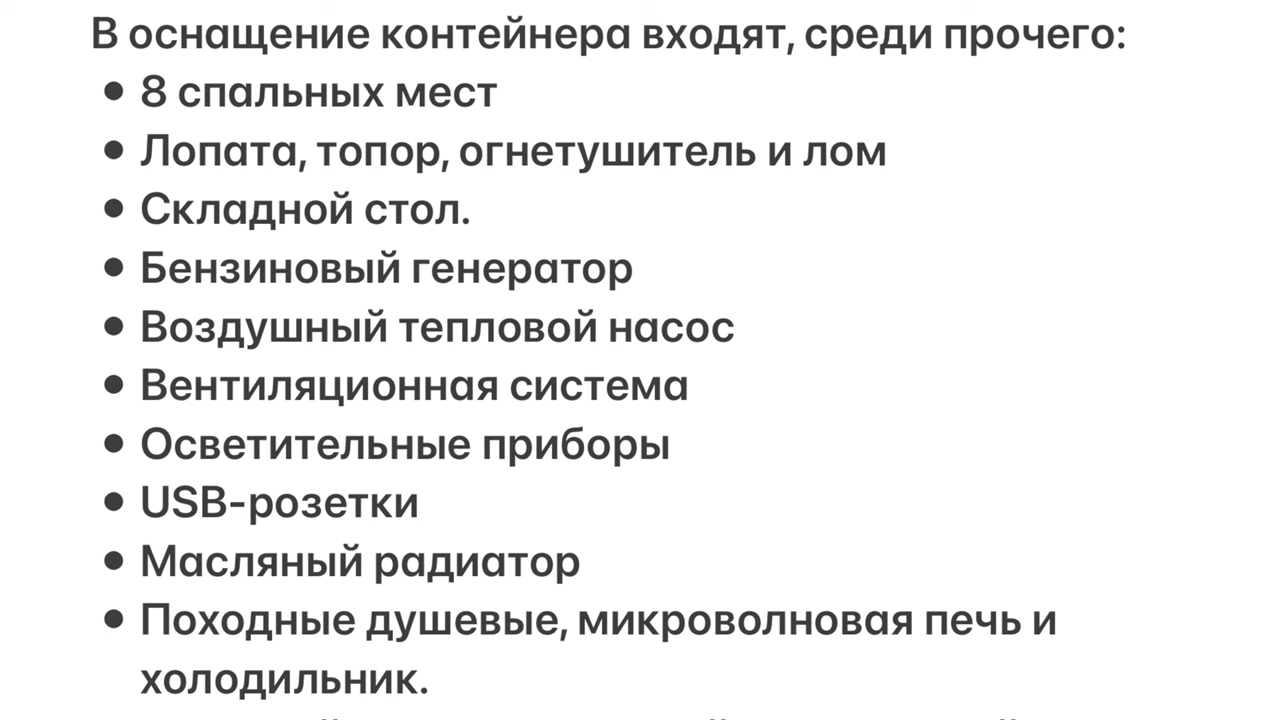 В оснащение контейнера входят, среди прочего:
• 8 спальных мест
• Лопата, топор, огнетушитель и лом
• Складной стол.
• Бензиновый генератор
• Воздушный тепловой насос
• Вентиляционная система
• Осветительные приборы
• USB-розетки
• Масляный радиатор
• Походные душевые, микроволновая печь и
холодильник.